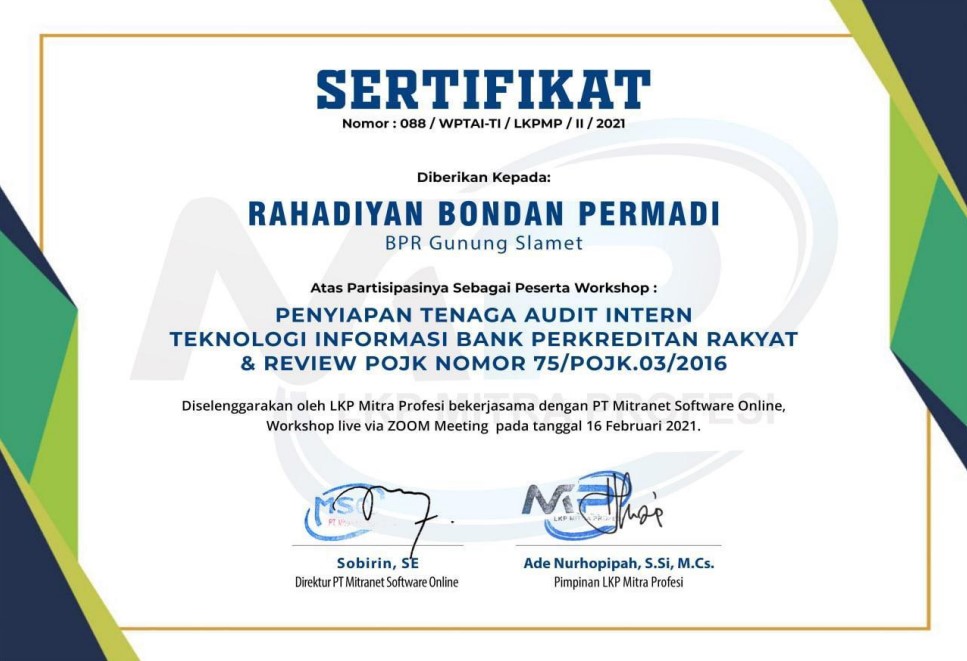 SERTIFIKAT
Nomor : 088 / WPTAI-TI / LKPMP / II / 2021
Diberikan Kepada:
RAHADIYAN BONDAN PERMADI
BPR Gunung Slamet
Atas Partisipasinya Sebagai Peserta Workshop :
PENYIAPAN TENAGA AUDIT INTERN
TEKNOLOGI INFORMASI BANK PERKREDITAN RAKYAT
& REVIEW POJK NOMOR 75/POJK.03/2016
LKP MITRA PROFESI
Diselenggarakan oleh LKP Mitra Profesi bekerjasama dengan PT Mitranet Software Online,
Workshop live via ZOOM Meeting pada tanggal 16 Februari 2021.
MSO
MP
Sobirin, SE
Direktur PT Mitranet Software Online
Ade Nurhopipah, S.Si, M.Cs.
Pimpinan LKP Mitra Profesi